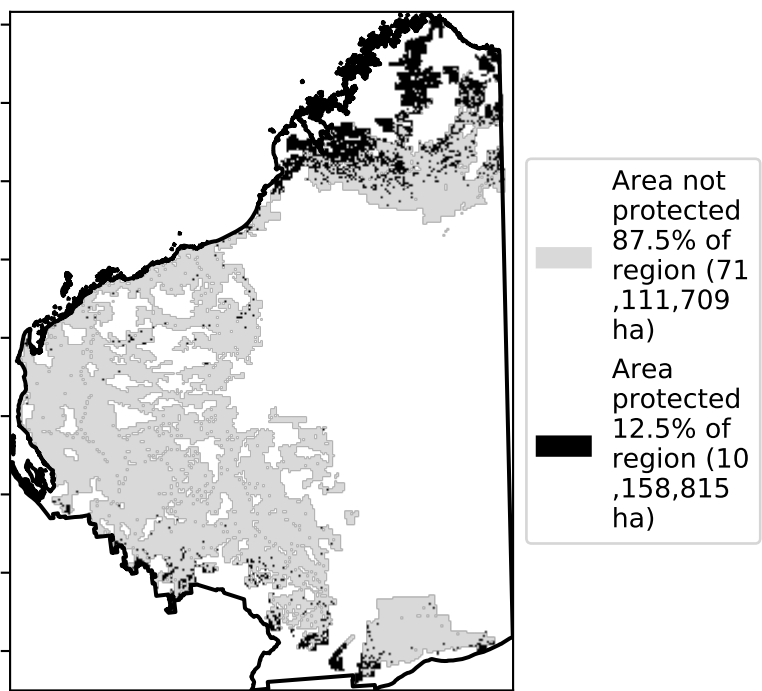 Area not
protected
87.5% of
region (71
,111,709
ha)
Area
protected
12.5% of
region (10
,158,815
ha)